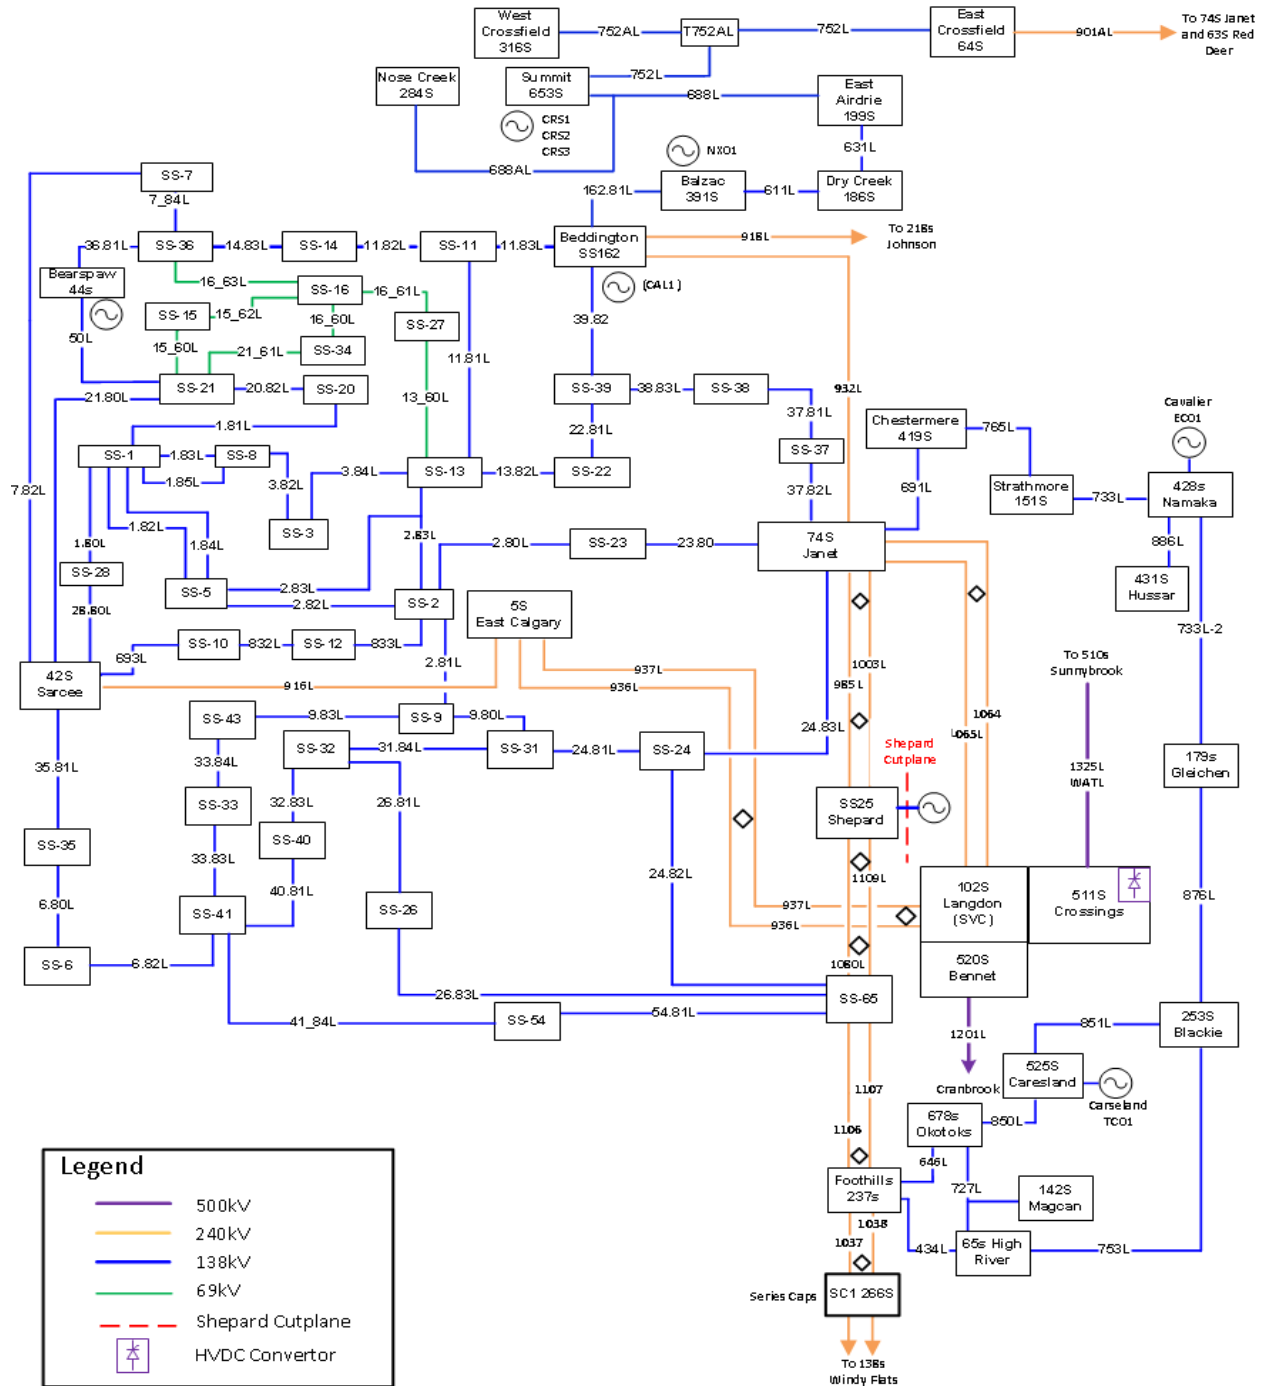 West
Crossfield
316S
752AL
T752AL
752L
East
Crossfield
64S
901AL
To 74S Janet
and 63S Red
Deer
Nose Creek
284S
Summit
653S
752L
688L
East
Airdrie
199S
CRS1
CRS2
CRS3
688AL
NX01
631L
SS-7
7_84L
162.81L
Balzac
391S
611L
Dry Creek
186S
36.81L
SS-36
14.83L
SS-14
11.82L
SS-11
11.83L
Beddington
SS162
918L
To 218s
Johnson
Bearspaw
44s
16_63L
SS-16
16_61L
(CAL1)
SS-15
15_62L
16_60L
SS-27
39.82
50L
15_60L
21_61L
SS-34
11.81L
21.80L
SS-21
20.82L
SS-20
13_60L
SS-39
38.83L
SS-38
932L
Cavalier
EC01
1.81L
22.81L
37.81L
Chestermere
419S
765L
SS-1
1.83L
SS-8
SS-37
7.82L
1.85L
3.82L
3.84L
SS-13
13.82L
SS-22
37.82L
691L
Strathmore
151S
733L
428s
Namaka
1.82L
1.84L
SS-3
2.83L
1.80L
2.80L
SS-23
23.80
74S
Janet
886L
SS-28
SS-5
2.83L
2.82L
SS-2
431S
Hussar
28.80L
5S
East Calgary
733L-2
SS-10
832L
SS-12
833L
693L
2.81L
937L
1003L
To 510s
Sunnybrook
42S
Sarcee
916L
936L
985L
1064
1065L
SS-43
9.83L
SS-9
9.80L
24.83L
SS-32
31.84L
SS-31
24.81L
SS-24
Shepard
Cutplane
179s
Gleichen
35.81L
33.84L
1325L
WATL
SS-33
32.83L
26.81L
SS25
Shepard
SS-35
33.83L
SS-40
24.82L
1109L
40.81L
937L
102S
Langdon
(SVC)
511S
Crossings
876L
6.80L
SS-41
SS-26
936L
SS-6
6.82L
1080L
520S
Bennet
26.83L
SS-65
41_84L
SS-54
54.81L
1201L
851L
253S
Blackie
525S
Caresland
1107
Cranbrook
Carseland
TC01
1106
678s
Okotoks
850L
646L
Legend
500kV
240kV
138kV
69kV
Shepard Cutplane
HVDC Convertor
Foothills
237s
727L
142S
Magcan
1038
1037
434L
65s High
River
753L
Series Caps
SC1 266S
To 138s
Windy Flats